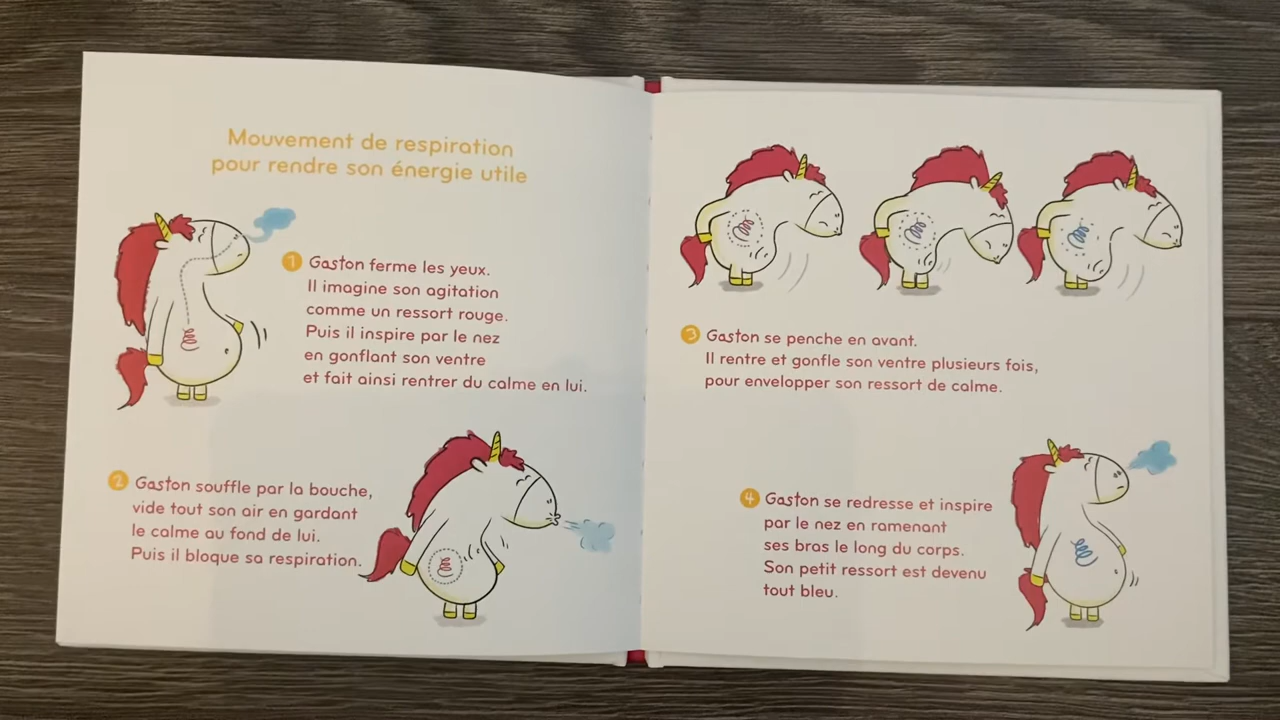 Mouvement de respiration
pour rendre son énergie utile
1 Gaston ferme les yeux.
Il imagine son agitation
comme un ressort rouge.
Puis il inspire par le nez
en gonflant son ventre
et fait ainsi rentrer du calme en lui.
2 Gaston souffle par la bouche,
vide tout son air en gardant
le calme au fond de lui.
Puis il bloque sa respiration.
3 Gaston se penche en avant.
Il rentre et gonfle son ventre plusieurs fois,
pour envelopper son ressort de calme.
4 Gaston se redresse et inspire
par le nez en ramenant
ses bras le long du corps.
Son petit ressort est devenu
tout bleu.